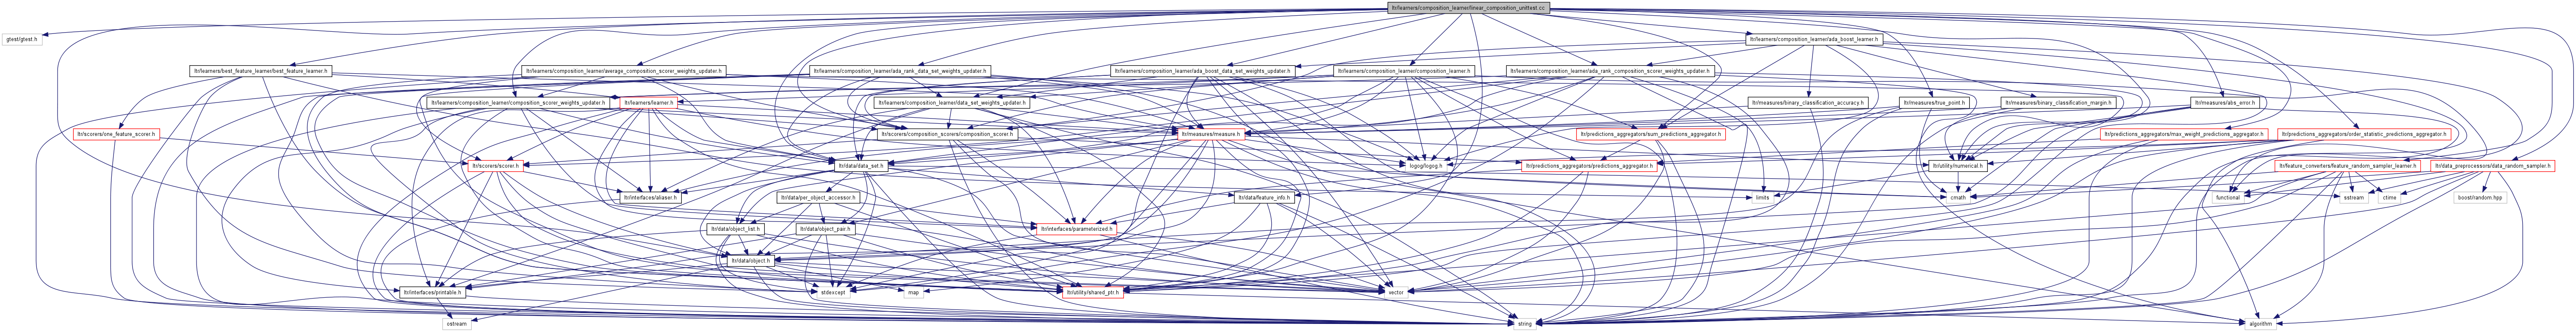 ltr/learners/composition_learner/linear_composition_unittest.cc
gtest/gtest.h
ltr/learners/composition_learner/ada_boost_learner.h
ltr/learners/best_feature_learner/best_feature_learner.h
ltr/learners/composition_learner/average_composition_scorer_weights_updater.h
ltr/learners/composition_learner/ada_rank_data_set_weights_updater.h
ltr/learners/composition_learner/ada_boost_data_set_weights_updater.h
ltr/learners/composition_learner/composition_learner.h
ltr/learners/composition_learner/ada_rank_composition_scorer_weights_updater.h
ltr/learners/composition_learner/composition_scorer_weights_updater.h
ltr/learners/learner.h
ltr/learners/composition_learner/data_set_weights_updater.h
ltr/measures/binary_classification_accuracy.h
ltr/measures/true_point.h
ltr/measures/binary_classification_margin.h
ltr/measures/abs_error.h
ltr/scorers/one_feature_scorer.h
ltr/scorers/composition_scorers/composition_scorer.h
ltr/measures/measure.h
ltr/predictions_aggregators/sum_predictions_aggregator.h
ltr/predictions_aggregators/max_weight_predictions_aggregator.h
ltr/predictions_aggregators/order_statistic_predictions_aggregator.h
ltr/scorers/scorer.h
ltr/data/data_set.h
logog/logog.h
ltr/predictions_aggregators/predictions_aggregator.h
ltr/utility/numerical.h
ltr/feature_converters/feature_random_sampler_learner.h
ltr/data_preprocessors/data_random_sampler.h
ltr/interfaces/aliaser.h
ltr/data/per_object_accessor.h
ltr/data/feature_info.h
limits
cmath
sstream
functional
sstream
ctime
boost/random.hpp
ltr/data/object_list.h
ltr/data/object_pair.h
ltr/interfaces/parameterized.h
ltr/data/object.h
ltr/interfaces/printable.h
stdexcept
map
ltr/utility/shared_ptr.h
vector
ostream
string
algorithm